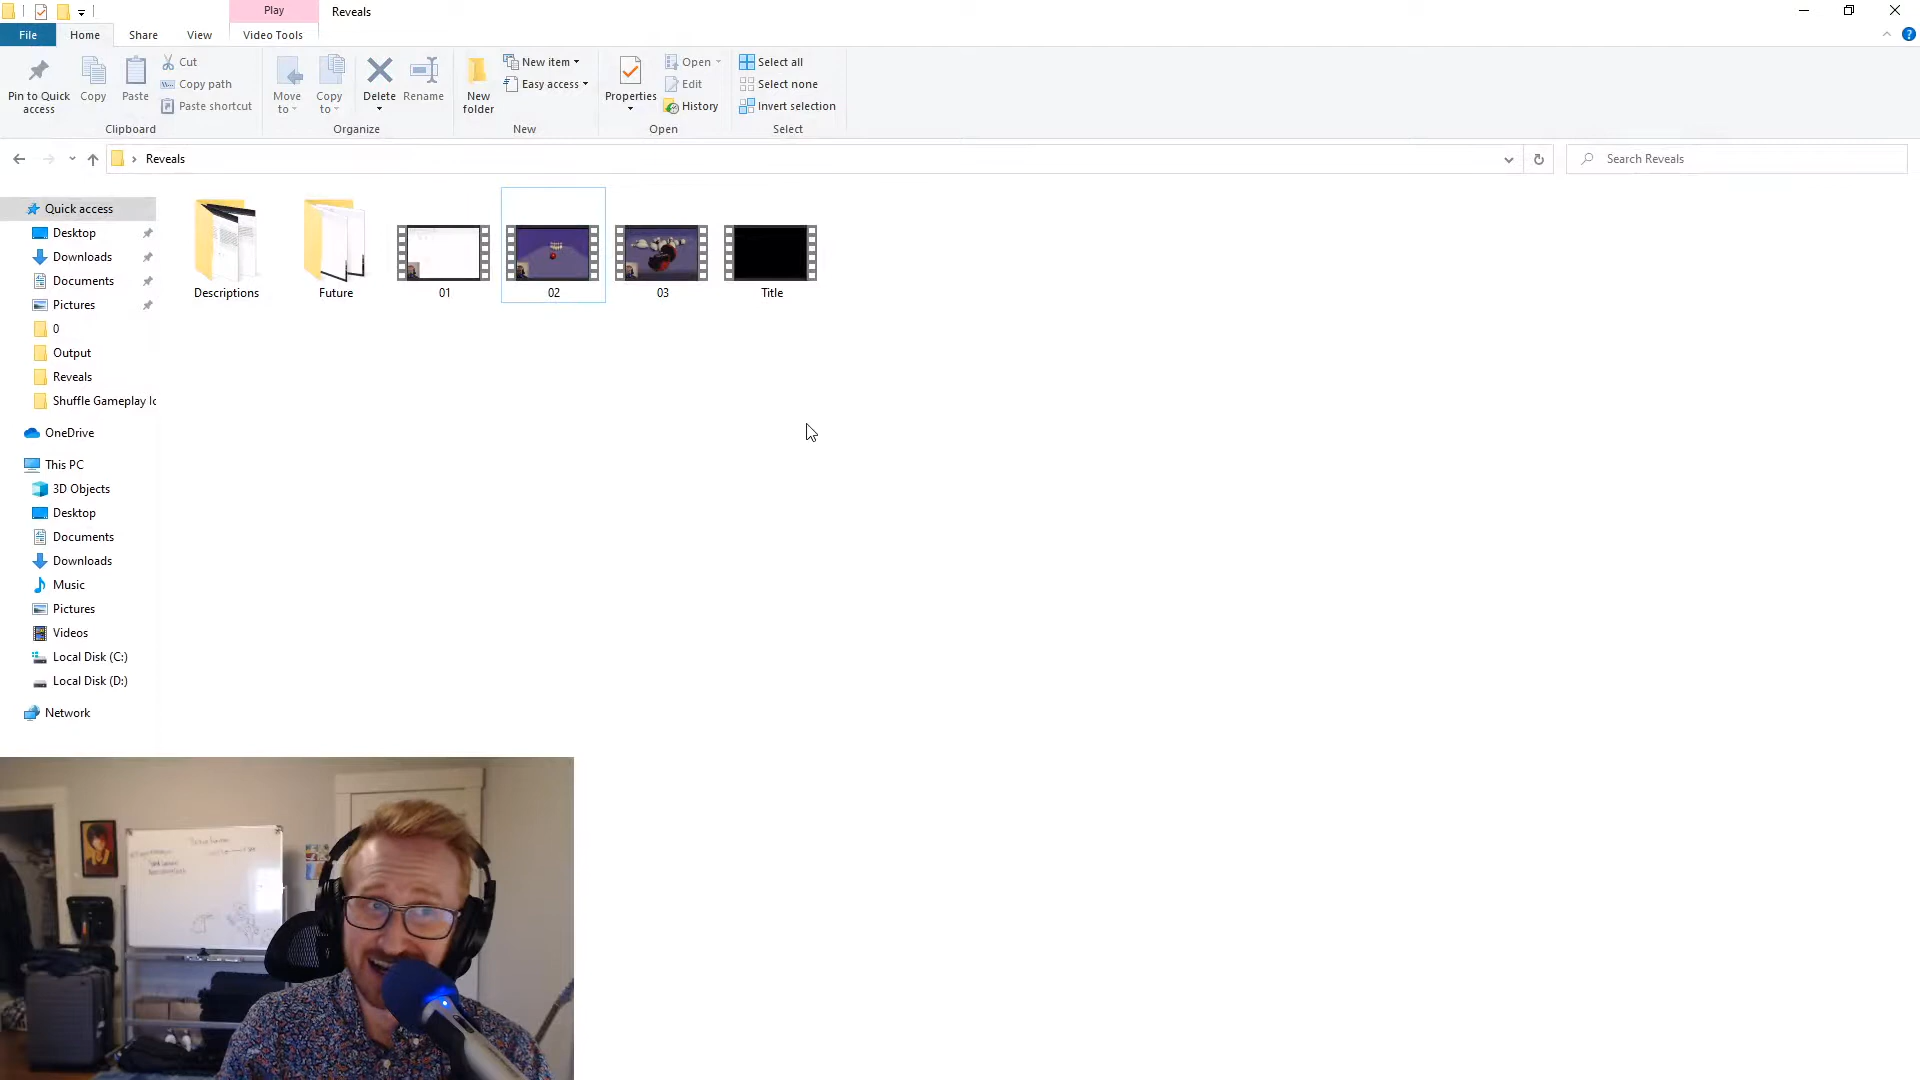 Play
Reveals
File
Home
Share
View
Video Tools
Pin to Quick access
Copy
Paste
Cut
Copy path
Paste shortcut
Clipboard
Move to
Copy to
Delete
Rename
Organize
New folder
New item
Easy access
New
Properties
Open
Edit
History
Open
Select all
Select none
Invert selection
Select
Reveals
Search Reveals
Quick access
Desktop
Downloads
Documents
Pictures
0
Output
Reveals
Shuffle Gameplay Ic
OneDrive
This PC
3D Objects
Desktop
Documents
Downloads
Music
Pictures
Videos
Local Disk (C:)
Local Disk (D:)
Network
Descriptions
Future
01
02
03
Title